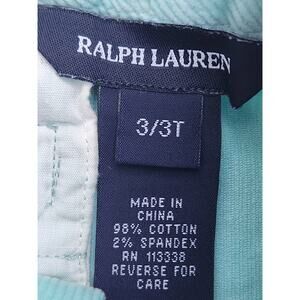 RALPH LAUREN
3/3T
MADE IN
CHINA
98% COTTON
2% SPANDEX
RN 113338
REVERSE FOR
CARE